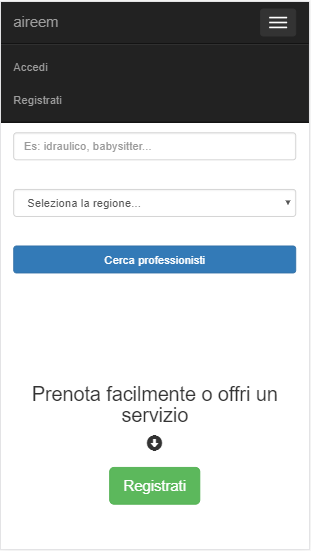 aireem
Accedi
Registrati
Es: idraulico, babysitter...
Seleziona la regione...
Cerca professionisti
Prenota facilmente o offri un
servizio
Registrati